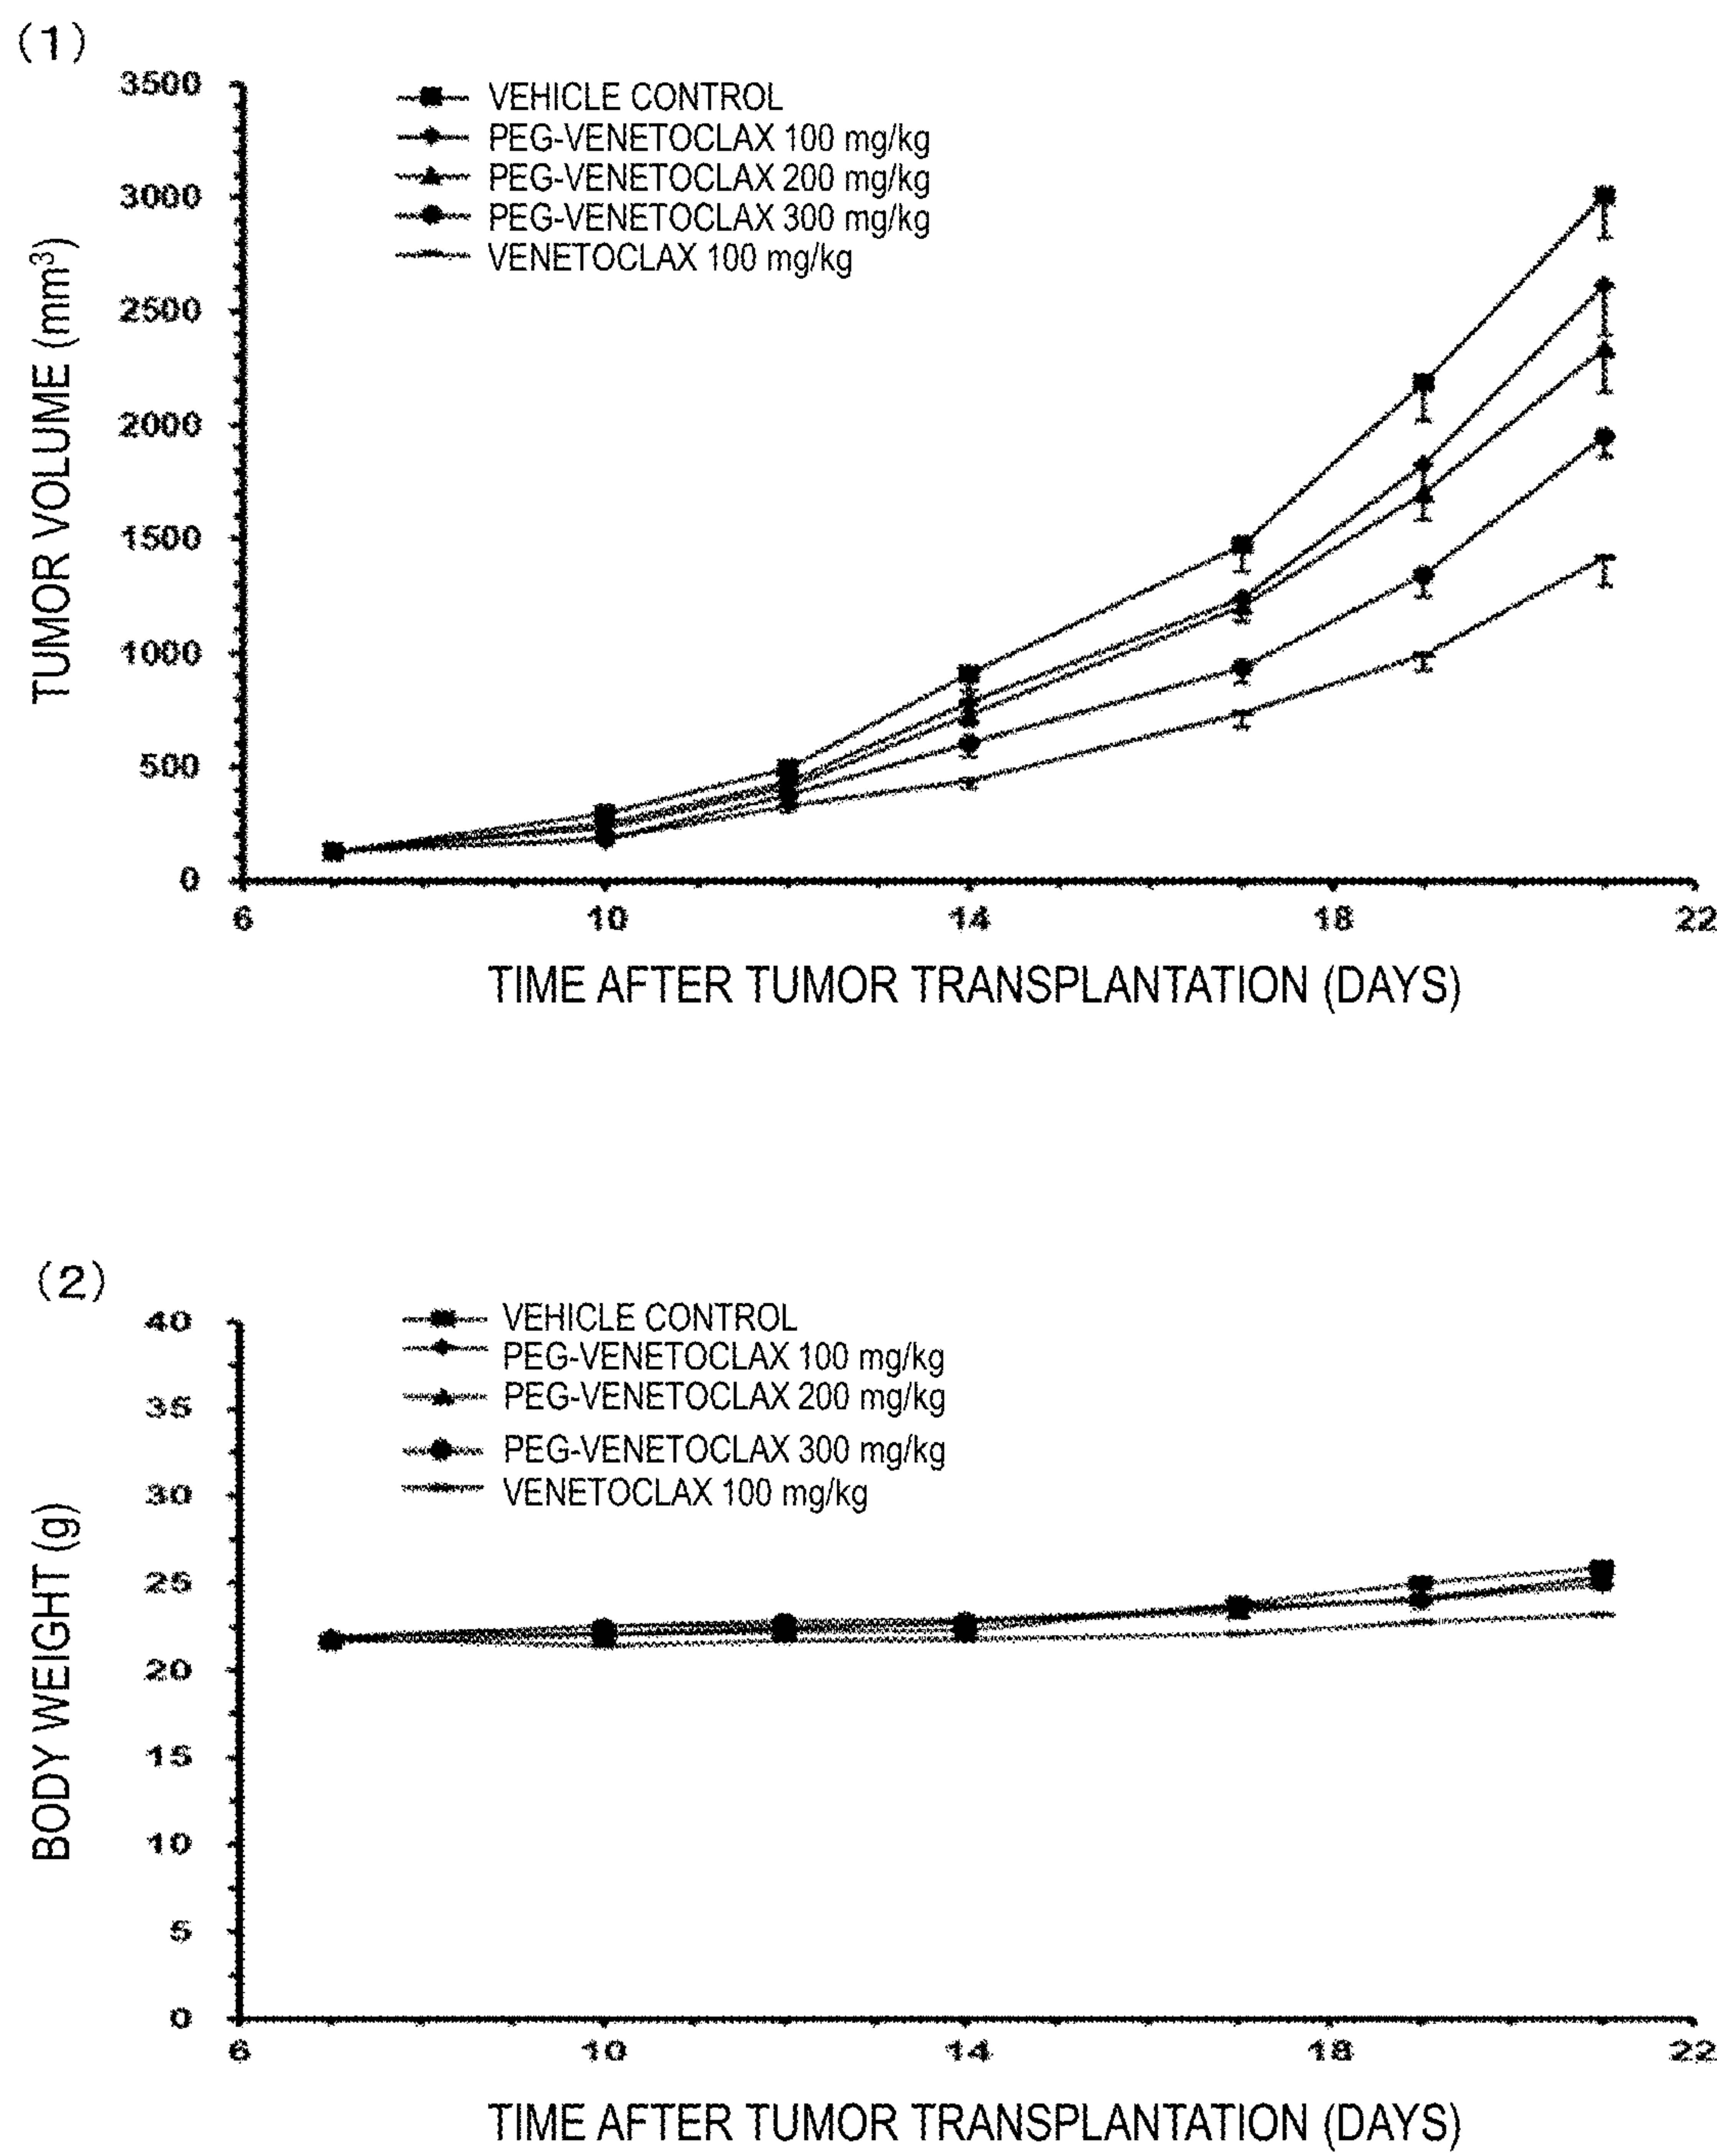 (1)
3500
3000
2500
2000
1500
1000
500
0
TUMOR VOLUME (mm³)
VEHICLE CONTROL
PEG-VENETOCLAX 100 mg/kg
PEG-VENETOCLAX 200 mg/kg
PEG-VENETOCLAX 300 mg/kg
VENETOCLAX 100 mg/kg
6 10 14 18 22
TIME AFTER TUMOR TRANSPLANTATION (DAYS)
(2)
40
35
30
25
20
15
10
5
0
BODY WEIGHT (g)
VEHICLE CONTROL
PEG-VENETOCLAX 100 mg/kg
PEG-VENETOCLAX 200 mg/kg
PEG-VENETOCLAX 300 mg/kg
VENETOCLAX 100 mg/kg
6 10 14 18 22
TIME AFTER TUMOR TRANSPLANTATION (DAYS)